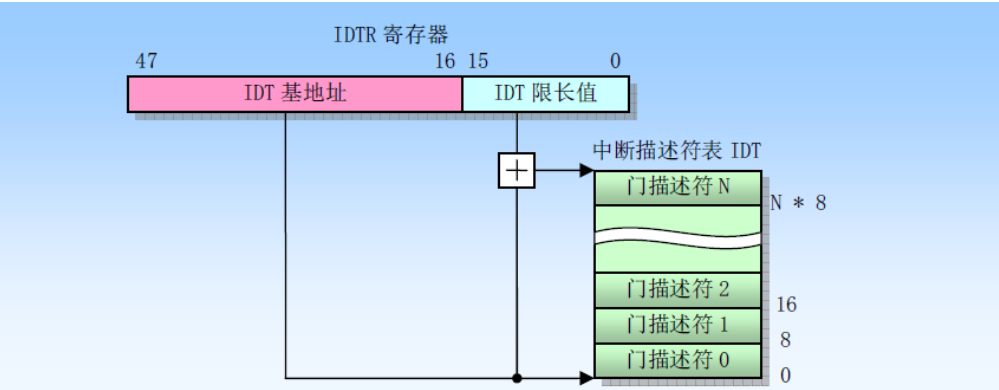 IDTR 寄存器
47 16 15 0
IDT 基地址 IDT 限长值
+
中断描述符表 IDT
门描述符 N
N * 8
门描述符 2
16
门描述符 1
8
门描述符 0
0